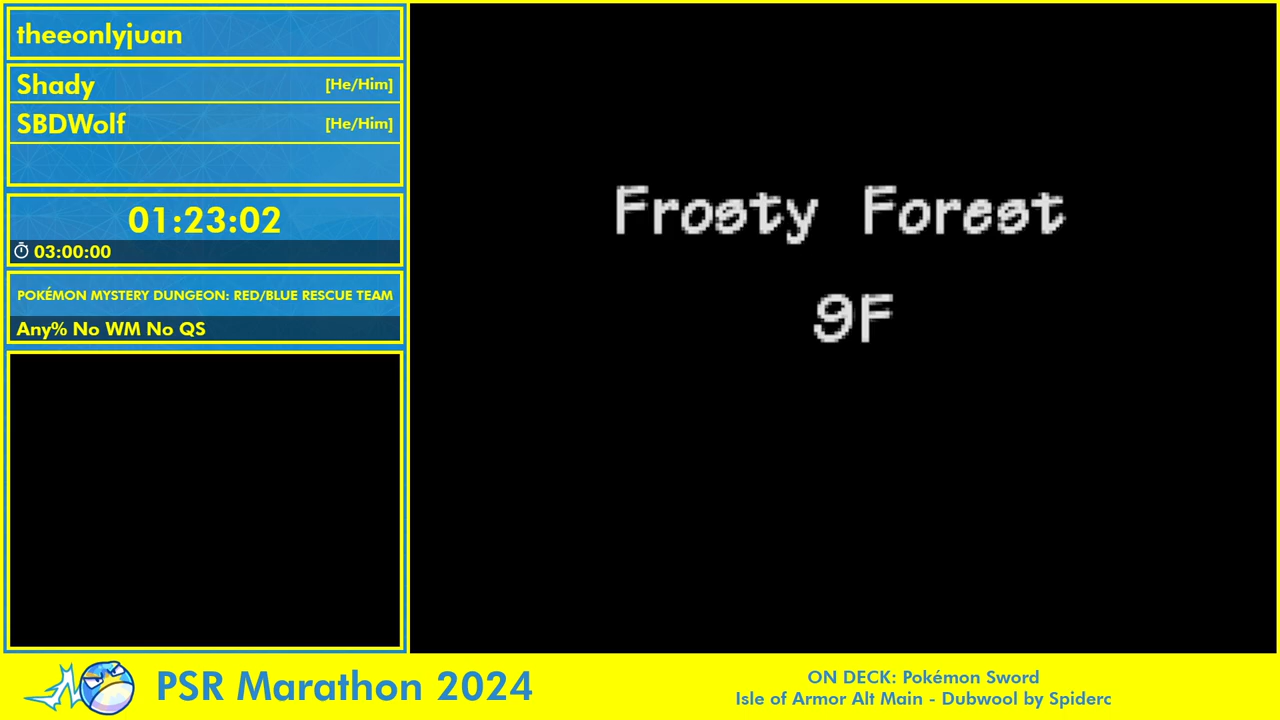 theeonlyjuan
Shady [He/Him]
SBDWolf [He/Him]
01:23:02
03:00:00
POKÉMON MYSTERY DUNGEON: RED/BLUE RESCUE TEAM
Any% No WM No QS
Frosty Forest
9F
PSR Marathon 2024
ON DECK: Pokémon Sword
Isle of Armor Alt Main - Dubwool by Spiderc